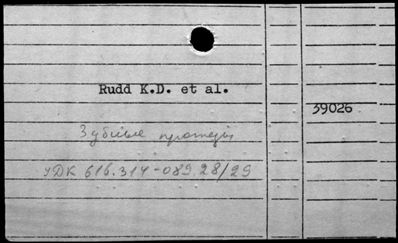 Rudd K.D. et al.
39026
Зубные протезы
УДК 616.314-089.28/29